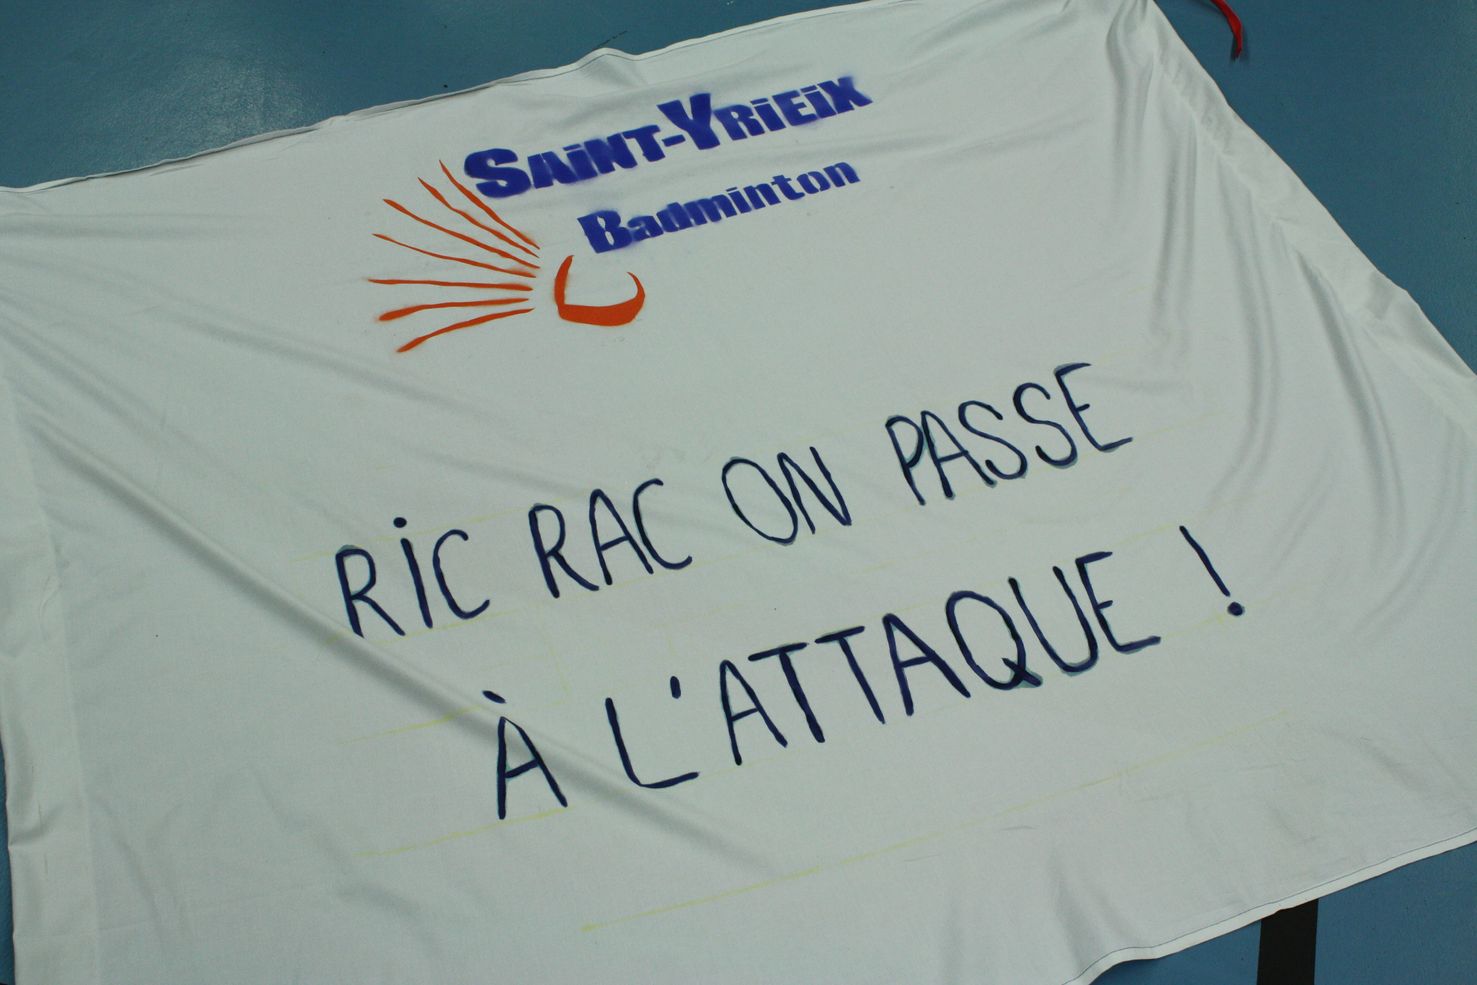 SAiNT-YRiEiX
Badminton
RiC RAC ON PASSE
À L'ATTAQUE !